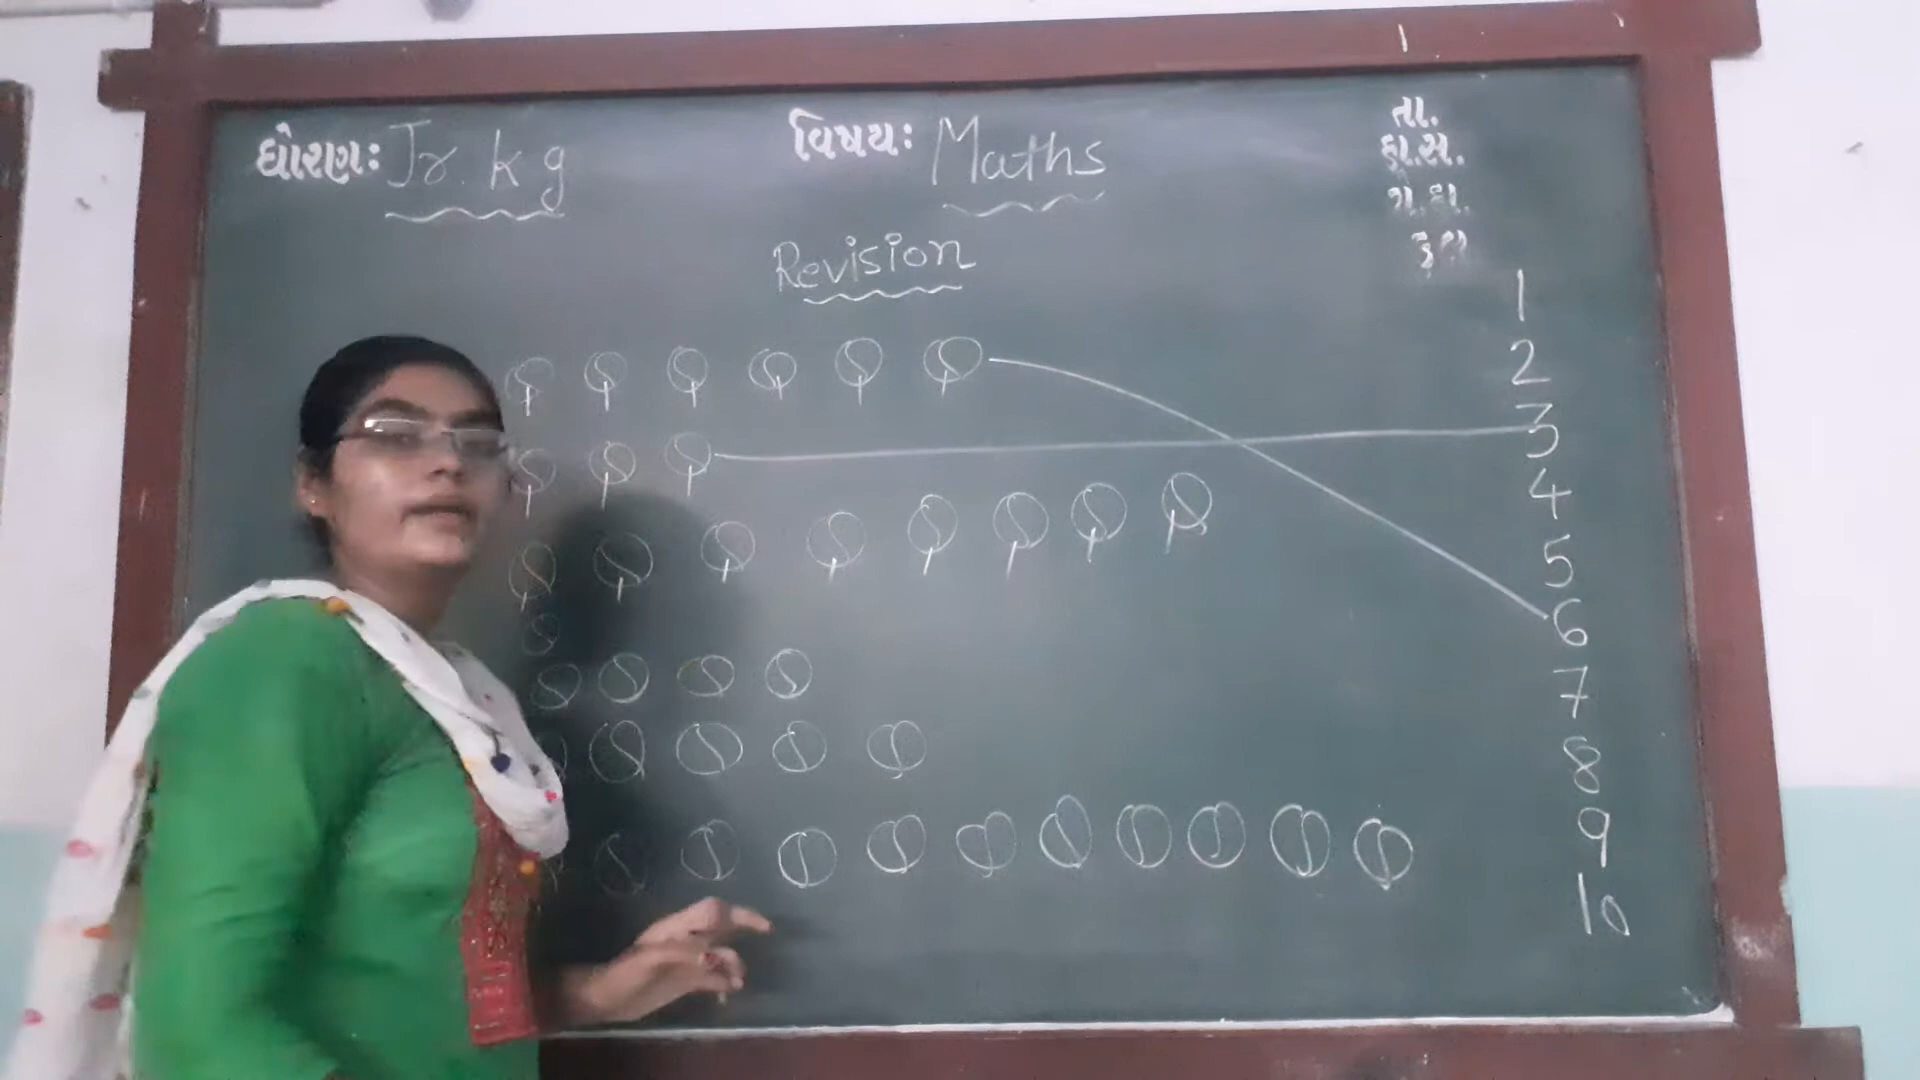 ધોરણઃ Jr. kg
વિષયઃ Maths
તા.
હા.સ.
ગે.હા.
કુલ
Revision
1
2
3
4
5
6
7
8
9
10